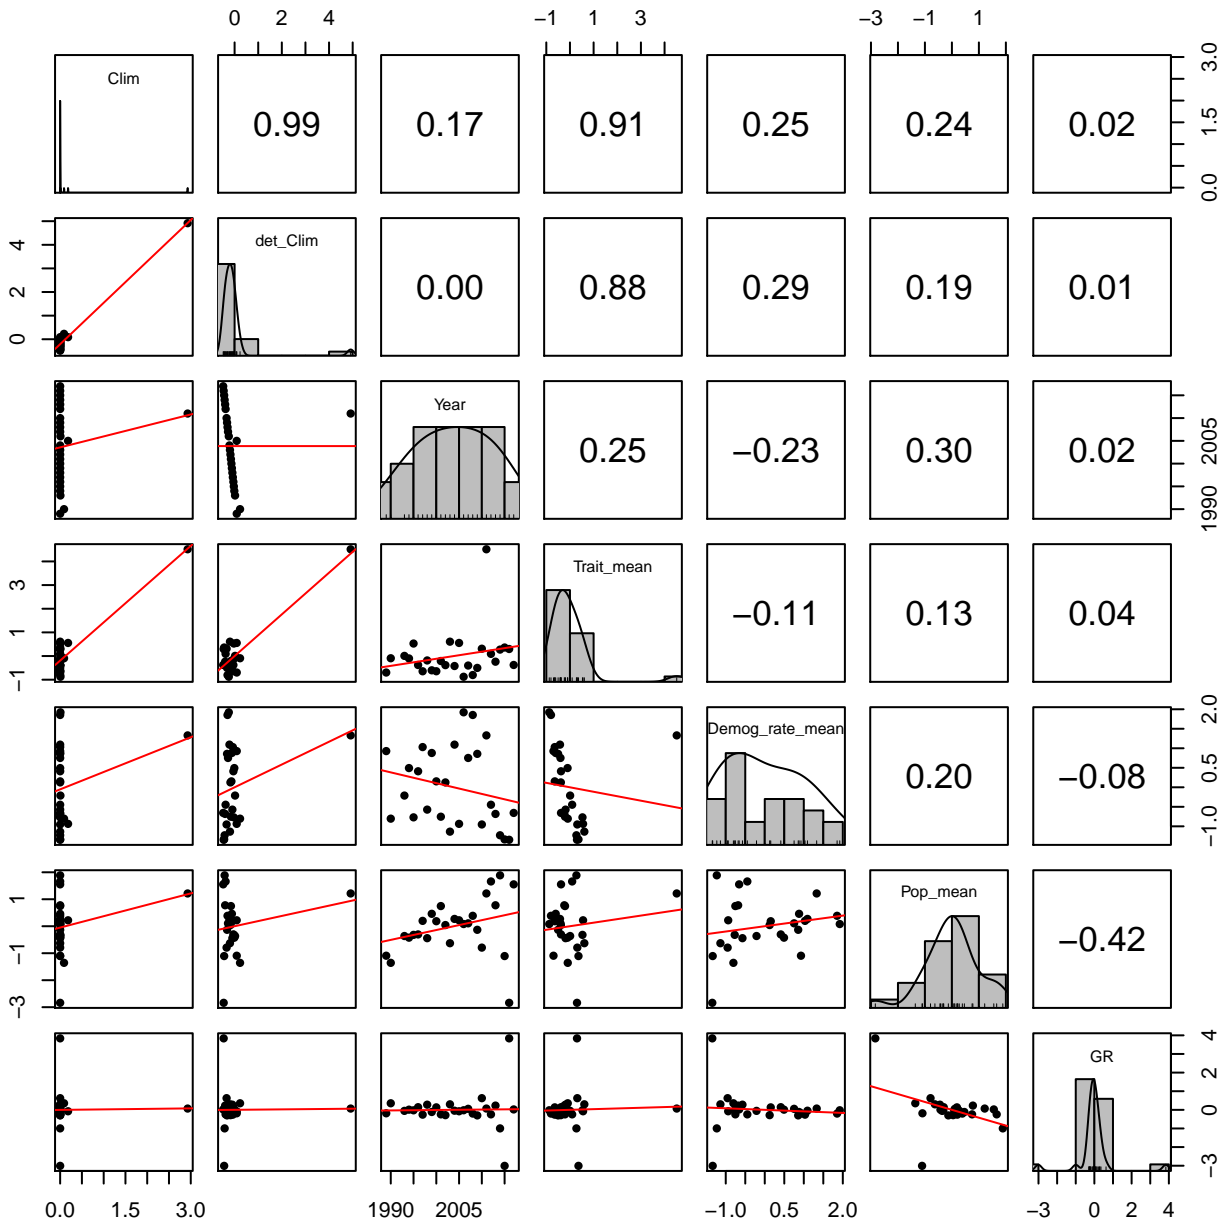 0 2 4 −1 1 3 −3 −1 1
Clim 0.99 0.17 0.91 0.25 0.24 0.02 0.0 1.5 3.0
0 2 4 det_Clim 0.00 0.88 0.29 0.19 0.01
Year 0.25 −0.23 0.30 0.02 1990 2005
−1 1 3 Trait_mean −0.11 0.13 0.04
Demog_rate_mean 0.20 −0.08 −1.0 0.5 2.0
−3 −1 1 Pop_mean −0.42
GR −3 0 2 4
0.0 1.5 3.0 1990 2005 −1.0 0.5 2.0 −3 0 2 4